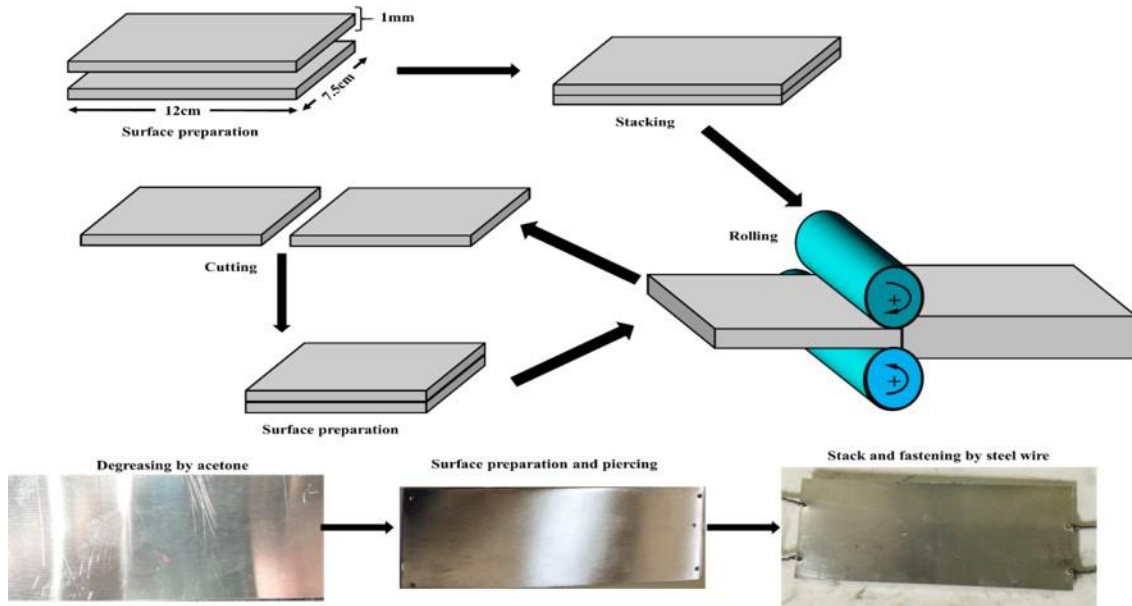 1mm
7.5cm
12cm
Surface preparation
Stacking
Rolling
+
+
Cutting
Surface preparation
Degreasing by acetone
Surface preparation and piercing
Stack and fastening by steel wire